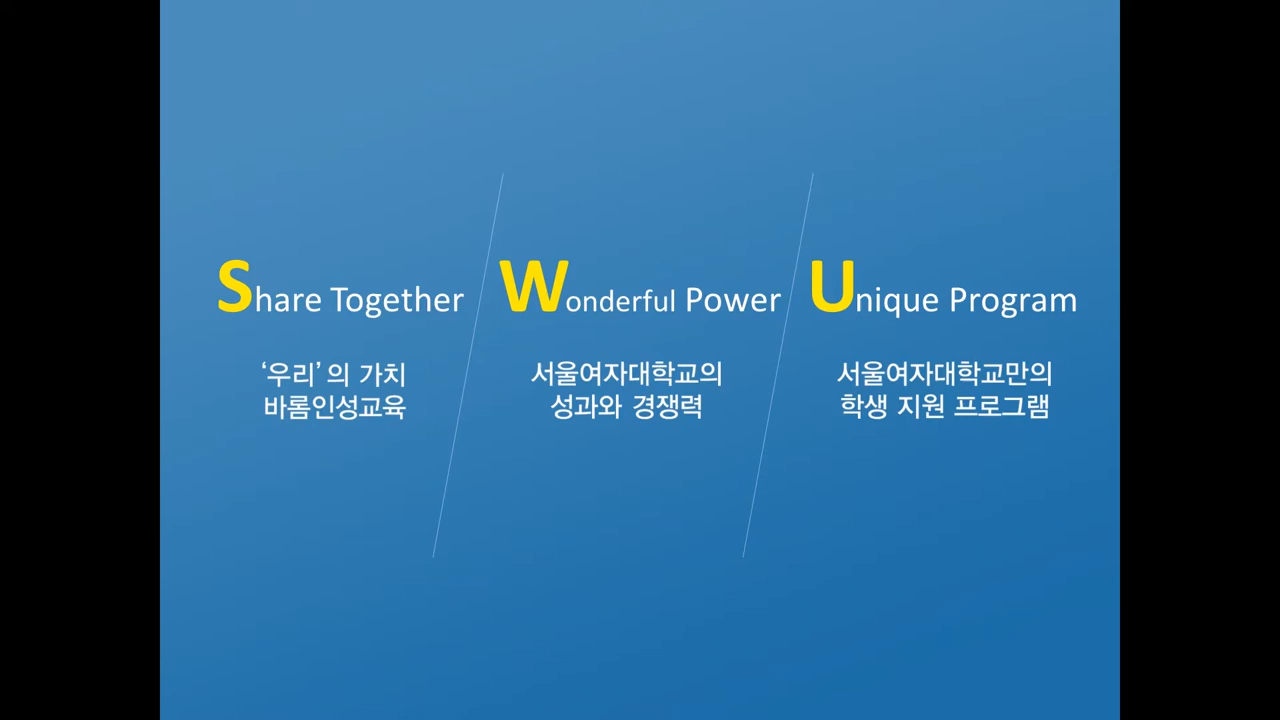 Share Together
‘우리’의 가치
바롬인성교육
Wonderful Power
서울여자대학교의
성과와 경쟁력
Unique Program
서울여자대학교만의
학생 지원 프로그램